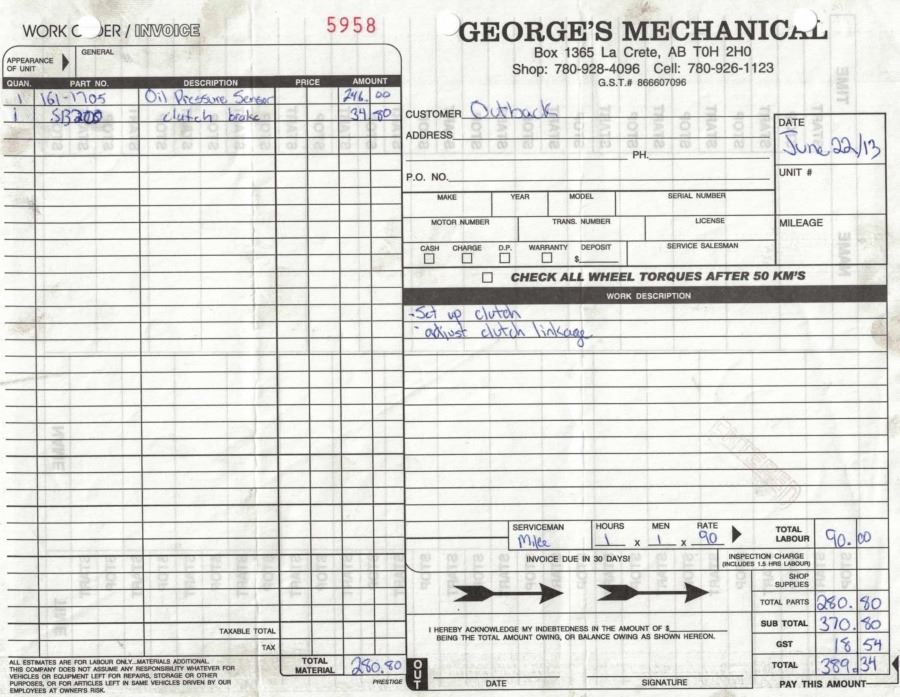 WORK ORDER / INVOICE
5958
GENERAL
APPEARANCE OF UNIT
QUAN. PART NO. DESCRIPTION PRICE AMOUNT
1 161-1705 Oil Pressure Sensor 246.00
1 SB200 clutch brake 34.80
TAXABLE TOTAL
TAX
ALL ESTIMATES ARE FOR LABOUR ONLY...MATERIALS ADDITIONAL.
THIS COMPANY DOES NOT ASSUME ANY RESPONSIBILITY WHATEVER FOR
VEHICLES OR EQUIPMENT LEFT FOR REPAIRS, STORAGE OR OTHER
PURPOSES, OR FOR ARTICLES LEFT IN SAME VEHICLES DRIVEN BY OUR
EMPLOYEES AT OWNER'S RISK.
TOTAL MATERIAL 280.80
PRESTIGE
GEORGE'S MECHANICAL
Box 1365 La Crete, AB T0H 2H0
Shop: 780-928-4096 Cell: 780-926-1123
G.S.T.# 866607096
CUSTOMER Outback
ADDRESS
PH.
P.O. NO.
DATE
June 22/13
UNIT #
MAKE YEAR MODEL SERIAL NUMBER
MOTOR NUMBER TRANS. NUMBER LICENSE
MILEAGE
CASH CHARGE D.P. WARRANTY DEPOSIT $ SERVICE SALESMAN
CHECK ALL WHEEL TORQUES AFTER 50 KM'S
WORK DESCRIPTION
- Set up clutch
- adjust clutch linkage
ENTERED
SERVICEMAN HOURS MEN RATE
Mike 1 x 1 x 90
TOTAL LABOUR 90.00
INVOICE DUE IN 30 DAYS!
INSPECTION CHARGE
(INCLUDES 1.5 HRS LABOUR)
SHOP SUPPLIES
TOTAL PARTS 280.80
SUB TOTAL 370.80
GST 18 54
TOTAL 389.34
PAY THIS AMOUNT
I HEREBY ACKNOWLEDGE MY INDEBTEDNESS IN THE AMOUNT OF $
BEING THE TOTAL AMOUNT OWING, OR BALANCE OWING AS SHOWN HEREON.
OUT
DATE SIGNATURE